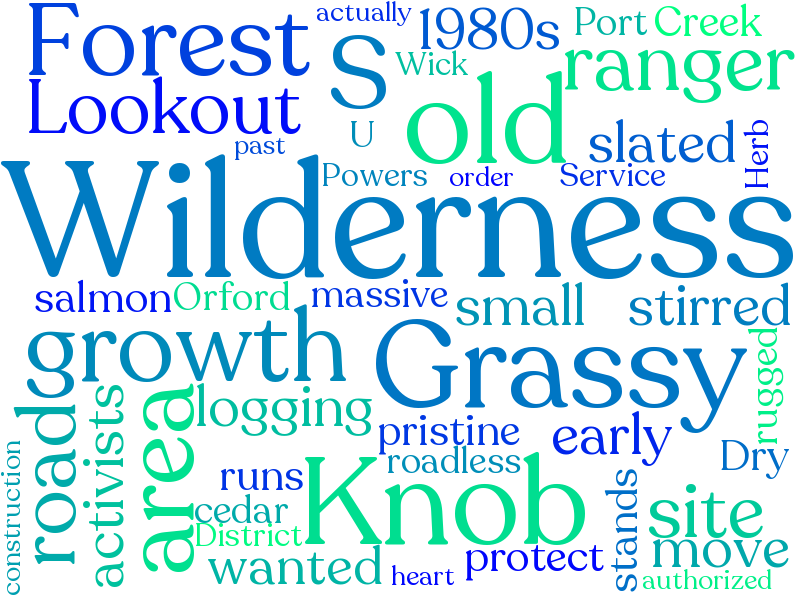 actually
Forest
S
1980s
Port
Creek
Wick
ranger
Lookout
old
U
past
slated
Herb
Powers
order
Service
Wilderness
salmon
Orford
massive
small
stirred
growth
Grassy
rugged
road
activists
area
logging
pristine
early
roadless
Dry
runs
cedar
Knob
construction
District
stands
site
wanted
heart
protect
move
authorized